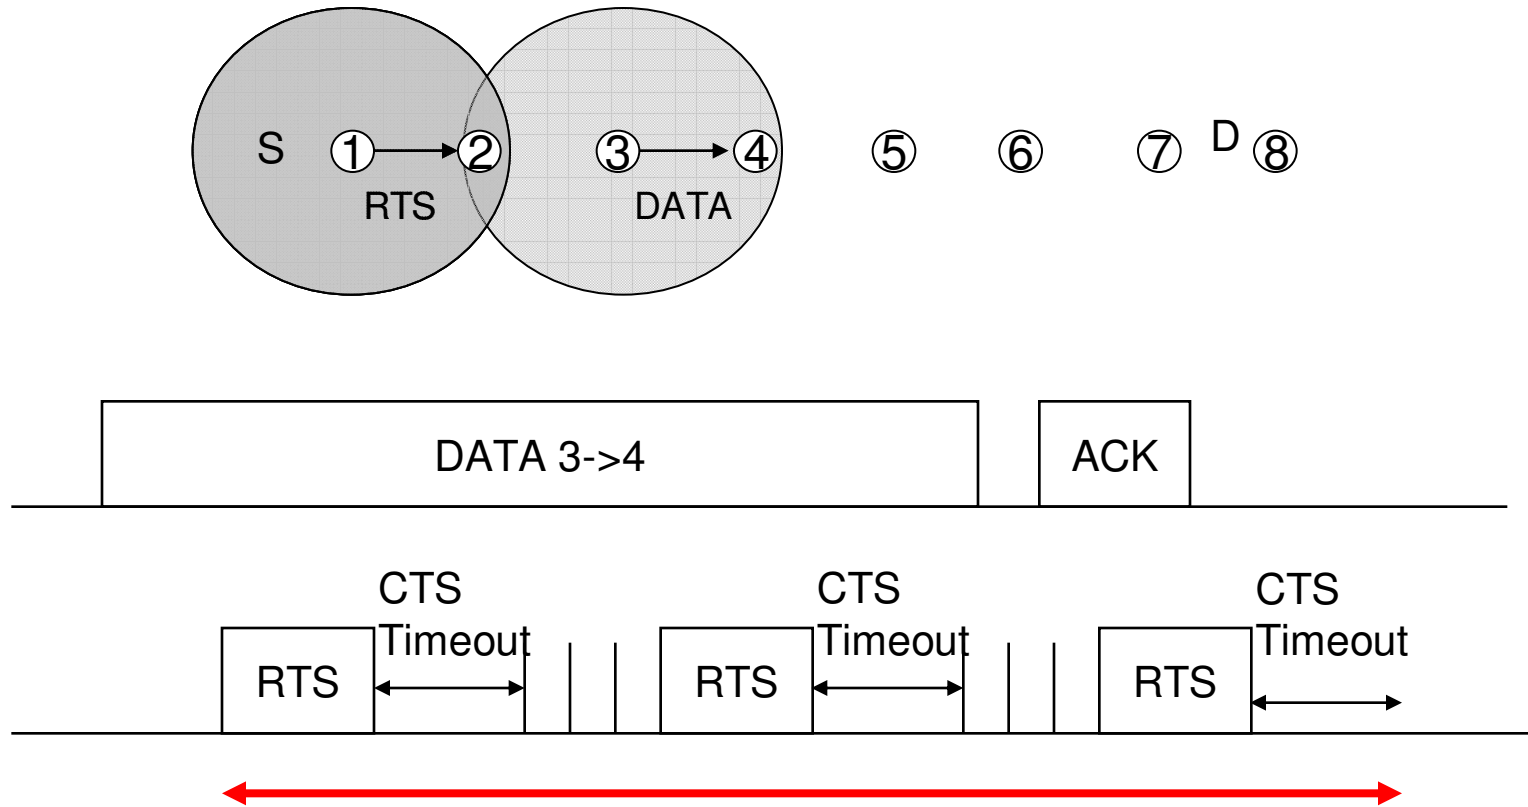 S 1 2 3 4 5 6 7 D 8
RTS DATA
DATA 3->4 ACK
CTS CTS CTS
Timeout Timeout Timeout
RTS RTS RTS